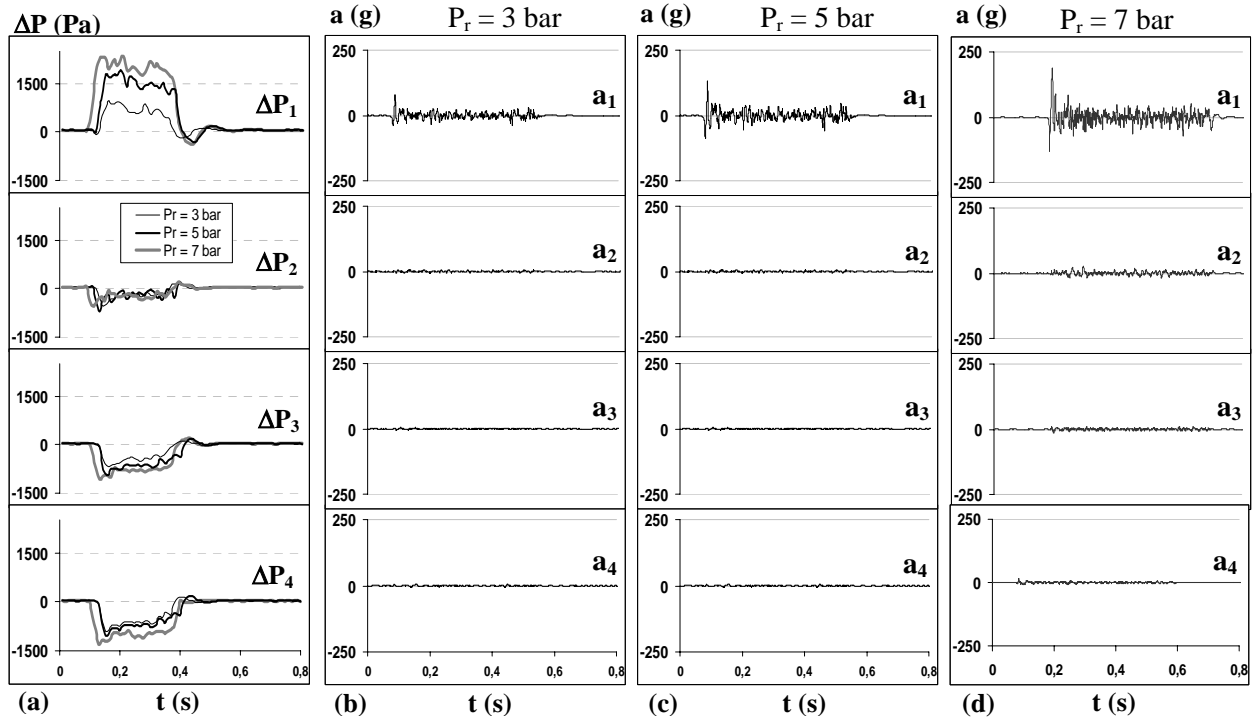 ΔP (Pa)
1500
0
-1500
ΔP1
1500
0
-1500
Pr = 3 bar
Pr = 5 bar
Pr = 7 bar
ΔP2
1500
0
-1500
ΔP3
1500
0
-1500
ΔP4
0 0,2 0,4 0,6 0,8
(a) t (s)
a (g) Pr = 3 bar
250
0
-250
a1
250
0
-250
a2
250
0
-250
a3
250
0
-250
a4
0 0,2 0,4 0,6 0,8
(b) t (s)
a (g) Pr = 5 bar
250
0
-250
a1
250
0
-250
a2
250
0
-250
a3
250
0
-250
a4
0 0,2 0,4 0,6 0,8
(c) t (s)
a (g) Pr = 7 bar
250
0
-250
a1
250
0
-250
a2
250
0
-250
a3
250
0
-250
a4
0 0,2 0,4 0,6 0,8
(d) t (s)